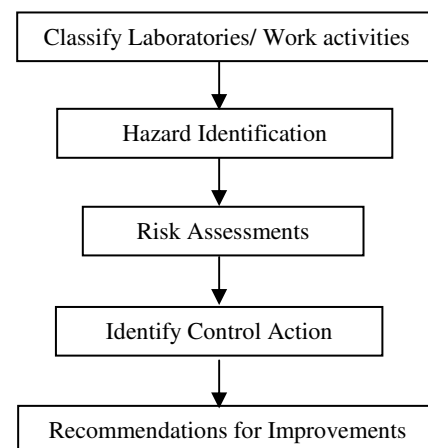 Classify Laboratories/ Work activities
Hazard Identification
Risk Assessments
Identify Control Action
Recommendations for Improvements